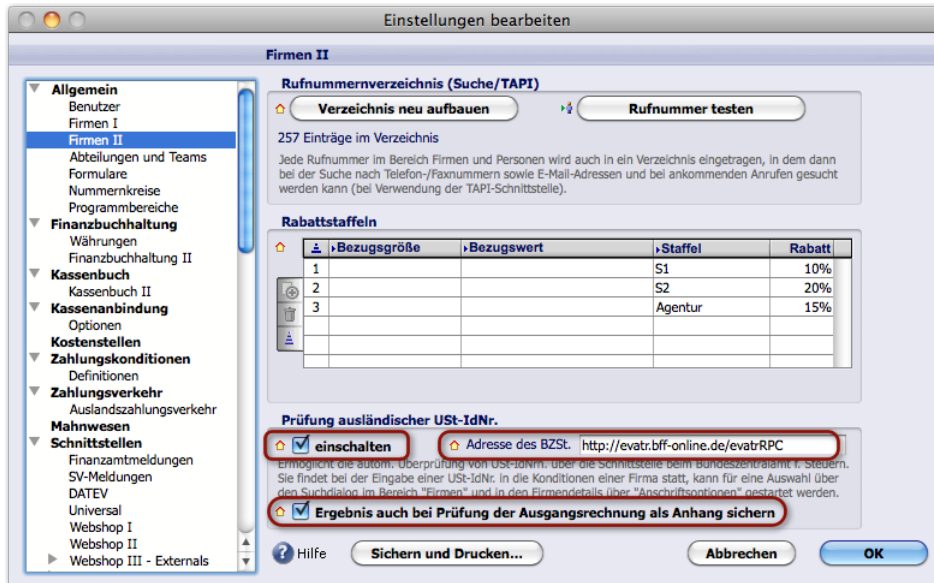 Einstellungen bearbeiten
Firmen II
Allgemein
Benutzer
Firmen I
Firmen II
Abteilungen und Teams
Formulare
Nummernkreise
Programmbereiche
Finanzbuchhaltung
Währungen
Finanzbuchhaltung II
Kassenbuch
Kassenbuch II
Kassenanbindung
Optionen
Kostenstellen
Zahlungskonditionen
Definitionen
Zahlungsverkehr
Auslandszahlungsverkehr
Mahnwesen
Schnittstellen
Finanzamtmeldungen
SV-Meldungen
DATEV
Universal
Webshop I
Webshop II
Webshop III - Externals
Rufnummernverzeichnis (Suche/TAPI)
Verzeichnis neu aufbauen Rufnummer testen
257 Einträge im Verzeichnis
Jede Rufnummer im Bereich Firmen und Personen wird auch in ein Verzeichnis eingetragen, in dem dann
bei der Suche nach Telefon-/Faxnummern sowie E-Mail-Adressen und bei ankommenden Anrufen gesucht
werden kann (bei Verwendung der TAPI-Schnittstelle).
Rabattstaffeln
Bezugsgröße Bezugswert Staffel Rabatt
1 S1 10%
2 S2 20%
3 Agentur 15%
Prüfung ausländischer USt-IdNr.
einschalten Adresse des BZSt. http://evatr.bff-online.de/evatrRPC
Ermöglicht die autom. Überprüfung von USt-IdNrn. über die Schnittstelle beim Bundeszentralamt f. Steuern.
Sie findet bei der Eingabe einer USt-IdNr. in die Konditionen einer Firma statt, kann für eine Auswahl über
den Suchdialog im Bereich "Firmen" und in den Firmendetails über "Anschriftsoptionen" gestartet werden.
Ergebnis auch bei Prüfung der Ausgangsrechnung als Anhang sichern
? Hilfe Sichern und Drucken... Abbrechen OK